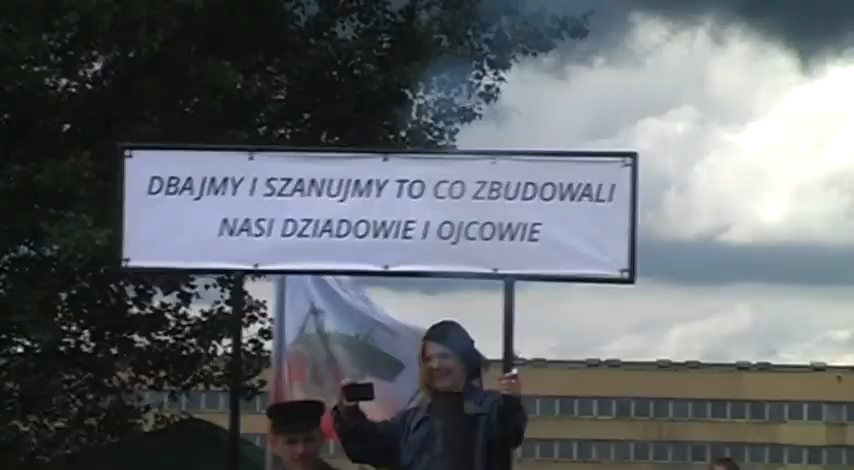 DBAJMY I SZANUJMY TO CO ZBUDOWALI
NASI DZIADOWIE I OJCOWIE